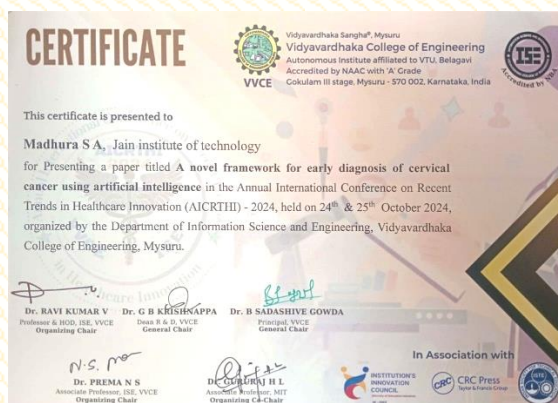 CERTIFICATE
VVCE
Vidyavardhaka Sangha®, Mysuru
Vidyavardhaka College of Engineering
Autonomous Institute affiliated to VTU, Belagavi
Accredited by NAAC with 'A' Grade
Gokulam III stage, Mysuru - 570 002, Karnataka, India
ISE
Accredited by NBA
This certificate is presented to
Madhura S A, Jain institute of technology
for Presenting a paper titled A novel framework for early diagnosis of cervical
cancer using artificial intelligence in the Annual International Conference on Recent
Trends in Healthcare Innovation (AICRTHI) - 2024, held on 24th & 25th October 2024,
organized by the Department of Information Science and Engineering, Vidyavardhaka
College of Engineering, Mysuru.
Dr. RAVI KUMAR V
Professor & HOD, ISE, VVCE
Organizing Chair
Dr. G B KRISHNAPPA
Dean R & D, VVCE
General Chair
Dr. B SADASHIVE GOWDA
Principal, VVCE
General Chair
N.S.
Dr. PREMA N S
Associate Professor, ISE, VVCE
Organizing Chair
Dr. GURURAJ H L
Associate Professor, MIT
Organizing Co-Chair
In Association with
INSTITUTION'S
INNOVATION
COUNCIL
CRC
CRC Press
Taylor & Francis Group